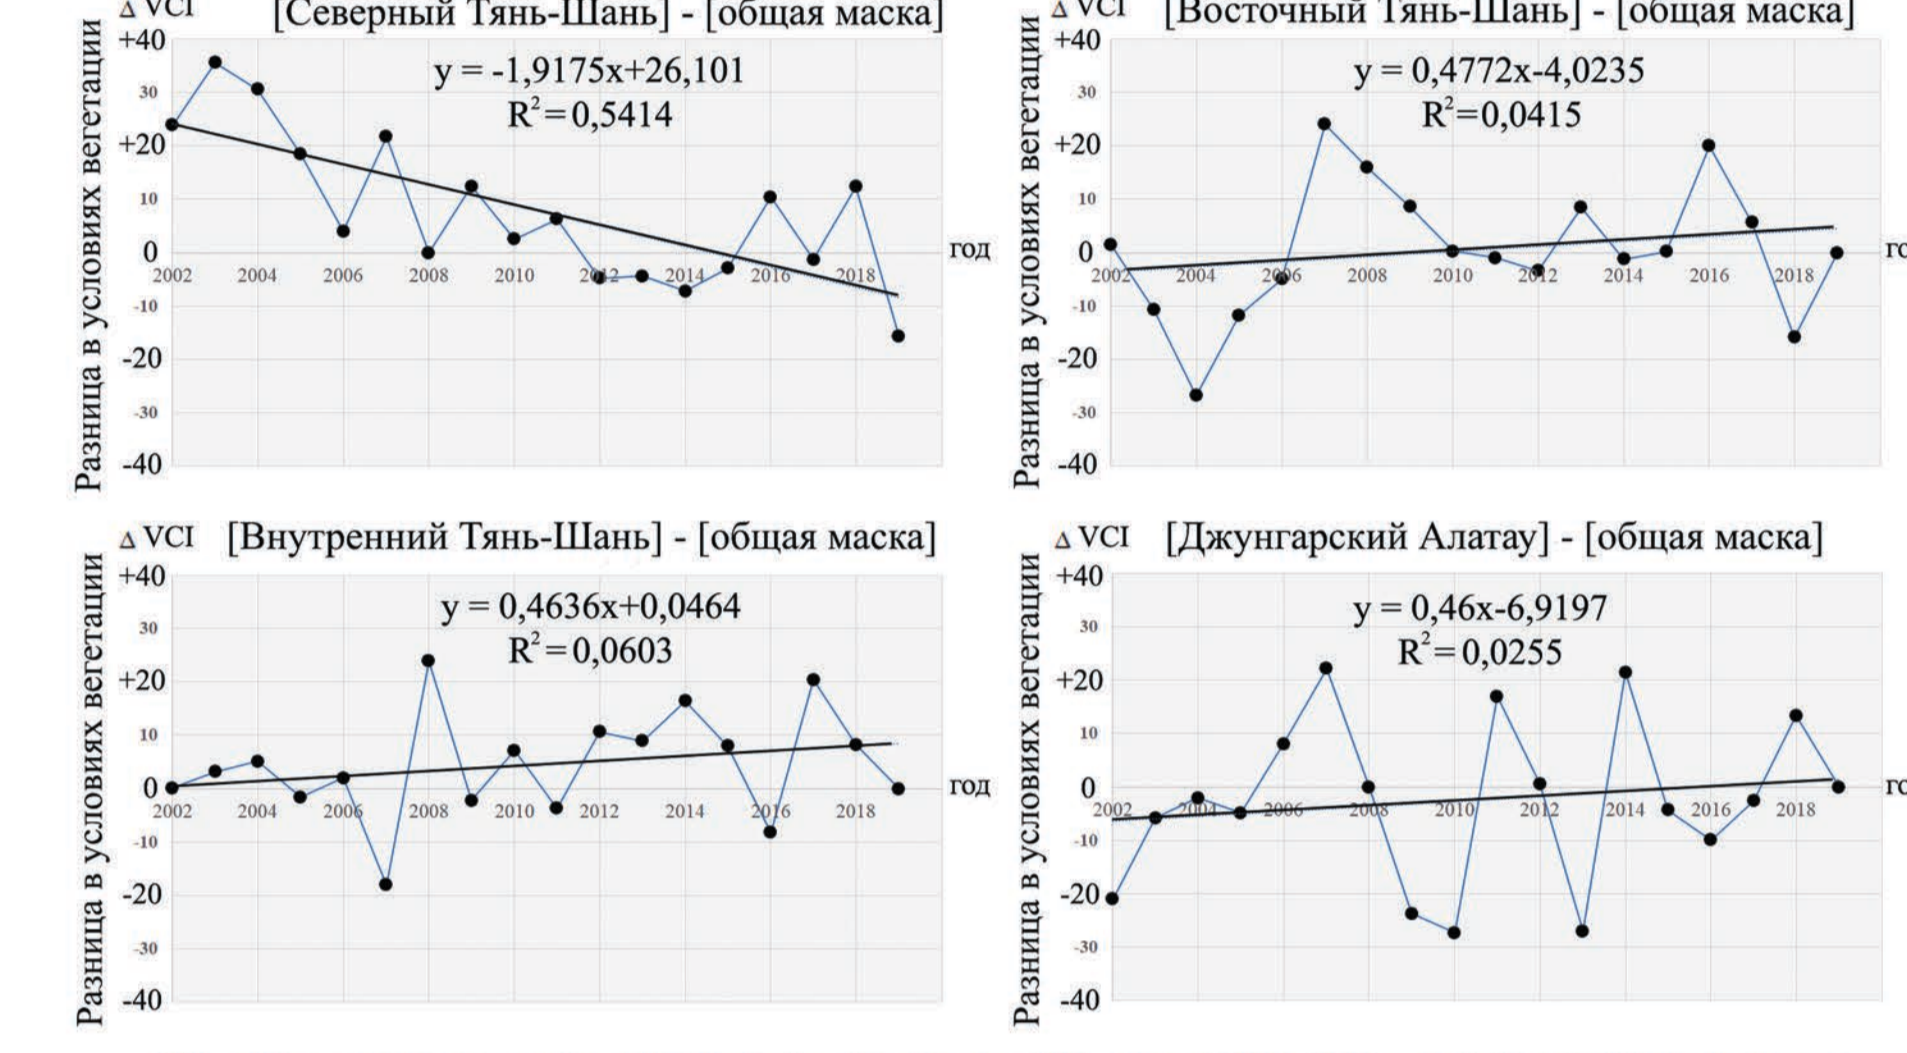 Δ VCI [Северный Тянь-Шань] - [общая маска]
Разница в условиях вегетации
+40
30
+20
10
0
-10
-20
-30
-40
y = -1,9175x+26,101
R²=0,5414
2002 2004 2006 2008 2010 2012 2014 2016 2018
год
Δ VCI [Восточный Тянь-Шань] - [общая маска]
Разница в условиях вегетации
+40
30
+20
10
0
-10
-20
-30
-40
y = 0,4772x-4,0235
R²=0,0415
2002 2004 2006 2008 2010 2012 2014 2016 2018
го
Δ VCI [Внутренний Тянь-Шань] - [общая маска]
Разница в условиях вегетации
+40
30
+20
10
0
-10
-20
-30
-40
y = 0,4636x+0,0464
R²=0,0603
2002 2004 2006 2008 2010 2012 2014 2016 2018
год
Δ VCI [Джунгарский Алатау] - [общая маска]
Разница в условиях вегетации
+40
30
+20
10
0
-10
-20
-30
-40
y = 0,46x-6,9197
R²=0,0255
2002 2004 2006 2008 2010 2012 2014 2016 2018
го